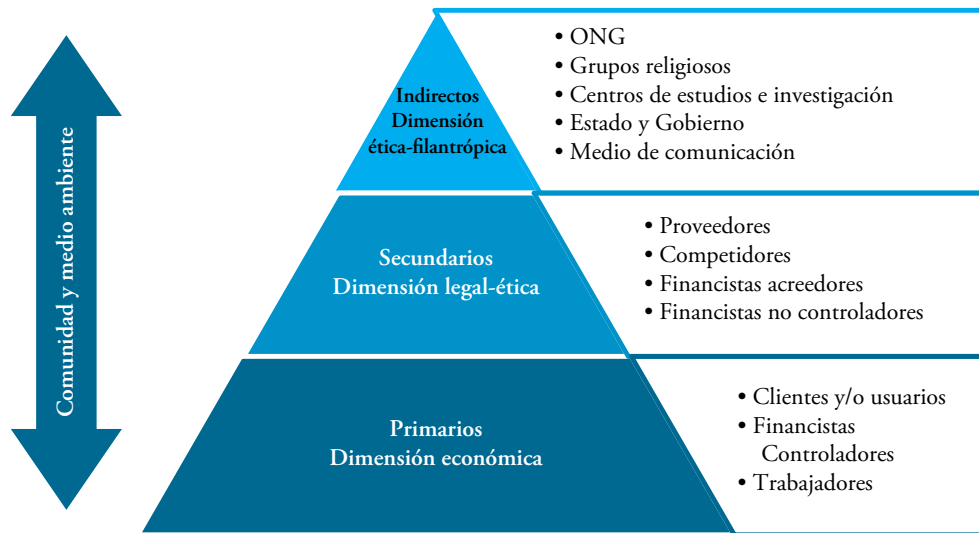 Comunidad y medio ambiente
Indirectos
Dimensión
ética-filantrópica
• ONG
• Grupos religiosos
• Centros de estudios e investigación
• Estado y Gobierno
• Medio de comunicación
Secundarios
Dimensión legal-ética
• Proveedores
• Competidores
• Financistas acreedores
• Financistas no controladores
Primarios
Dimensión económica
• Clientes y/o usuarios
• Financistas
Controladores
• Trabajadores